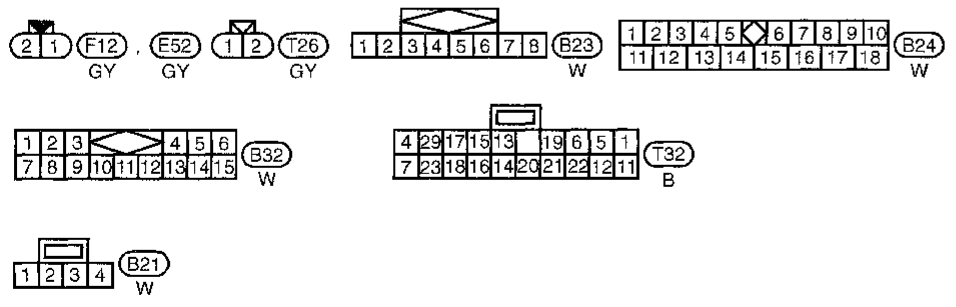 2 1 F12 , E52 1 2 T26
GY GY GY
1 2 3 4 5 6 7 8 B23
W
1 2 3 4 5 6 7 8 9 10 B24
11 12 13 14 15 16 17 18
W
1 2 3 4 5 6 B32
7 8 9 10 11 12 13 14 15
W
4 29 17 15 13 19 6 5 1 T32
7 23 18 16 14 20 21 22 12 11
B
1 2 3 4 B21
W